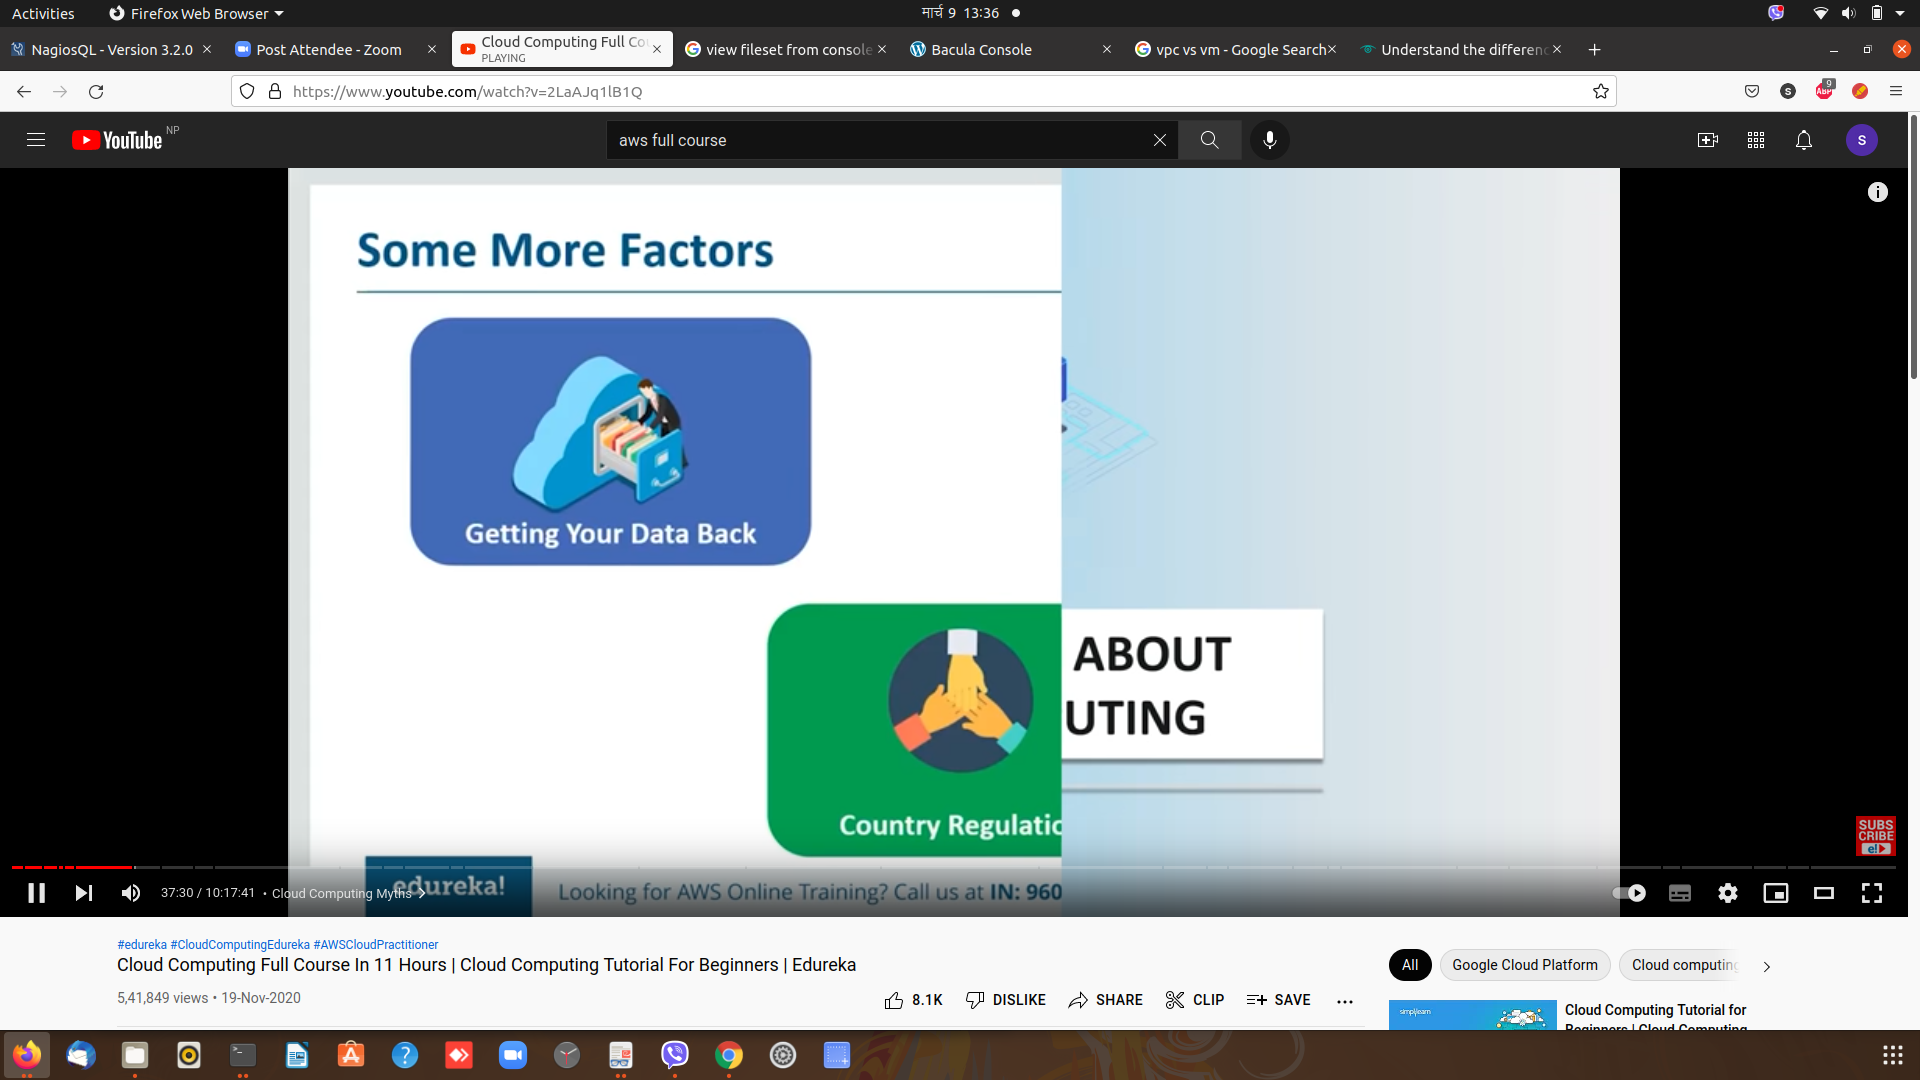 Activities
Firefox Web Browser
मार्च 9 13:36
NagiosQL - Version 3.2.0
Post Attendee - Zoom
Cloud Computing Full Co
PLAYING
view fileset from console
Bacula Console
vpc vs vm - Google Search
Understand the differenc
https://www.youtube.com/watch?v=2LaAJq1lB1Q
S
ABP
9
YouTube NP
aws full course
S
Some More Factors
Getting Your Data Back
ABOUT
UTING
Country Regulatio
SUBS
CRIBE
e!
edureka!
Looking for AWS Online Training? Call us at IN: 960
37:30 / 10:17:41 • Cloud Computing Myths
#edureka #CloudComputingEdureka #AWSCloudPractitioner
Cloud Computing Full Course In 11 Hours | Cloud Computing Tutorial For Beginners | Edureka
5,41,849 views • 19-Nov-2020
8.1K
DISLIKE
SHARE
CLIP
SAVE
All
Google Cloud Platform
Cloud computing
simplilearn
Cloud Computing Tutorial for
Beginners | Cloud Computing